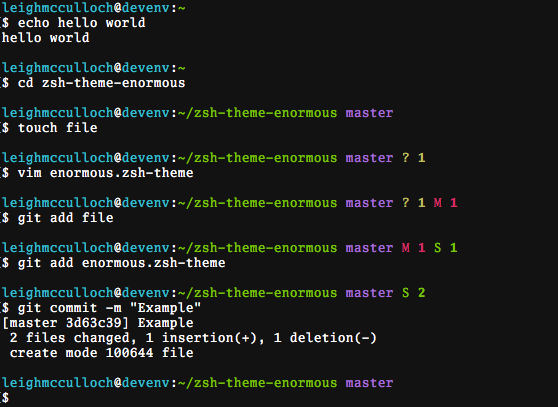 leighmcculloch@devenv:~
$ echo hello world
hello world
leighmcculloch@devenv:~
$ cd zsh-theme-enormous
leighmcculloch@devenv:~/zsh-theme-enormous master
$ touch file
leighmcculloch@devenv:~/zsh-theme-enormous master ? 1
$ vim enormous.zsh-theme
leighmcculloch@devenv:~/zsh-theme-enormous master ? 1 M 1
$ git add file
leighmcculloch@devenv:~/zsh-theme-enormous master M 1 S 1
$ git add enormous.zsh-theme
leighmcculloch@devenv:~/zsh-theme-enormous master S 2
$ git commit -m "Example"
[master 3d63c39] Example
 2 files changed, 1 insertion(+), 1 deletion(-)
 create mode 100644 file
leighmcculloch@devenv:~/zsh-theme-enormous master
$